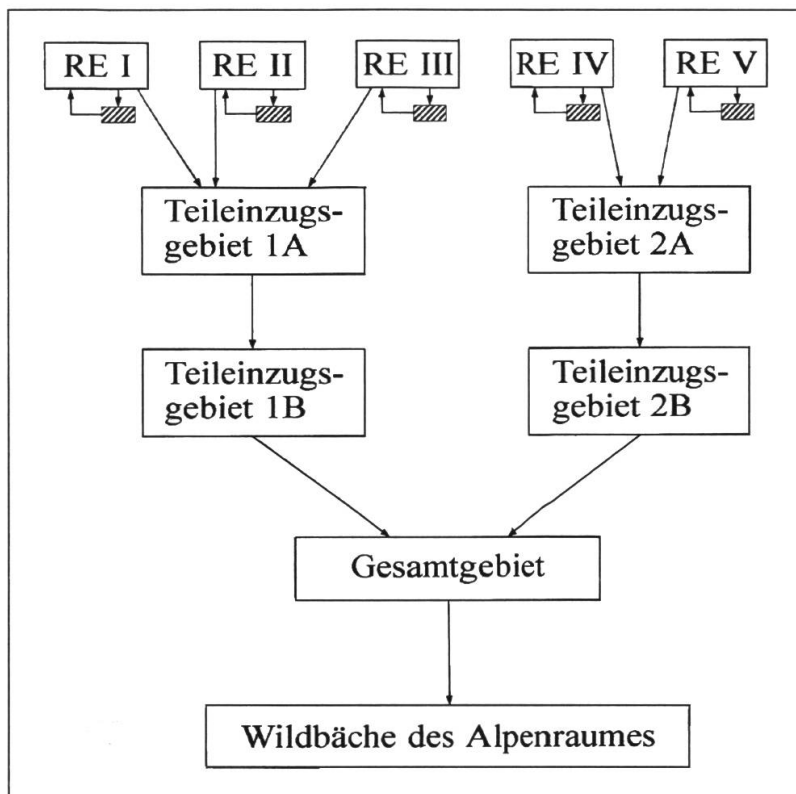 RE I
RE II
RE III
RE IV
RE V
Teileinzugs-
gebiet 1A
Teileinzugs-
gebiet 2A
Teileinzugs-
gebiet 1B
Teileinzugs-
gebiet 2B
Gesamtgebiet
Wildbäche des Alpenraumes